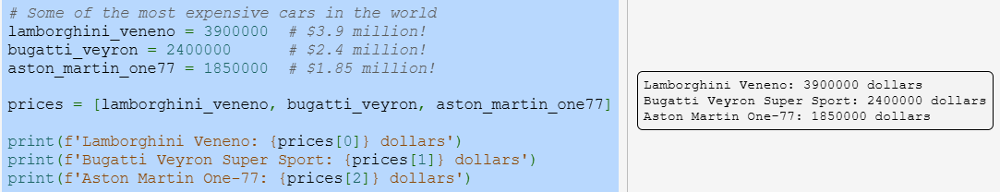 # Some of the most expensive cars in the world
lamborghini_veneno = 3900000  # $3.9 million!
bugatti_veyron = 2400000      # $2.4 million!
aston_martin_one77 = 1850000  # $1.85 million!

prices = [lamborghini_veneno, bugatti_veyron, aston_martin_one77]

print(f'Lamborghini Veneno: {prices[0]} dollars')
print(f'Bugatti Veyron Super Sport: {prices[1]} dollars')
print(f'Aston Martin One-77: {prices[2]} dollars')
Lamborghini Veneno: 3900000 dollars
Bugatti Veyron Super Sport: 2400000 dollars
Aston Martin One-77: 1850000 dollars